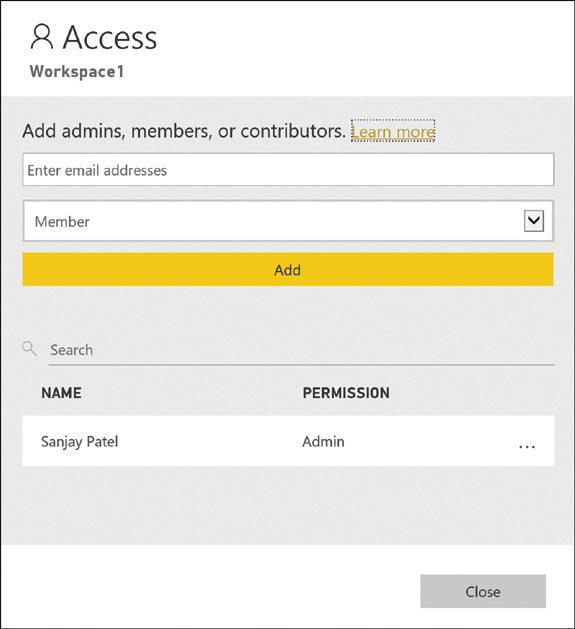 Access
Workspace1
Add admins, members, or contributors. Learn more
Enter email addresses
Member
Add
Search
NAME PERMISSION
Sanjay Patel Admin ...
Close